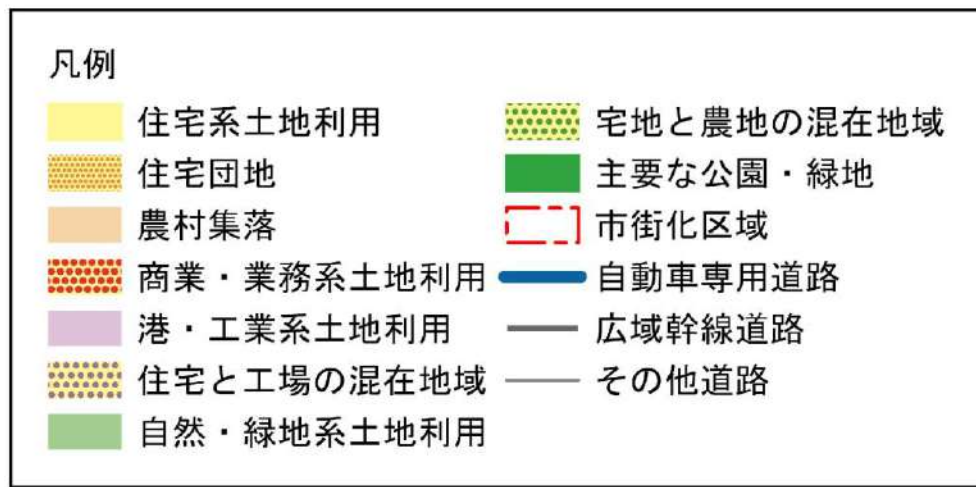 凡例
住宅系土地利用
住宅団地
農村集落
商業・業務系土地利用
港・工業系土地利用
住宅と工場の混在地域
自然・緑地系土地利用
宅地と農地の混在地域
主要な公園・緑地
市街化区域
自動車専用道路
広域幹線道路
その他道路